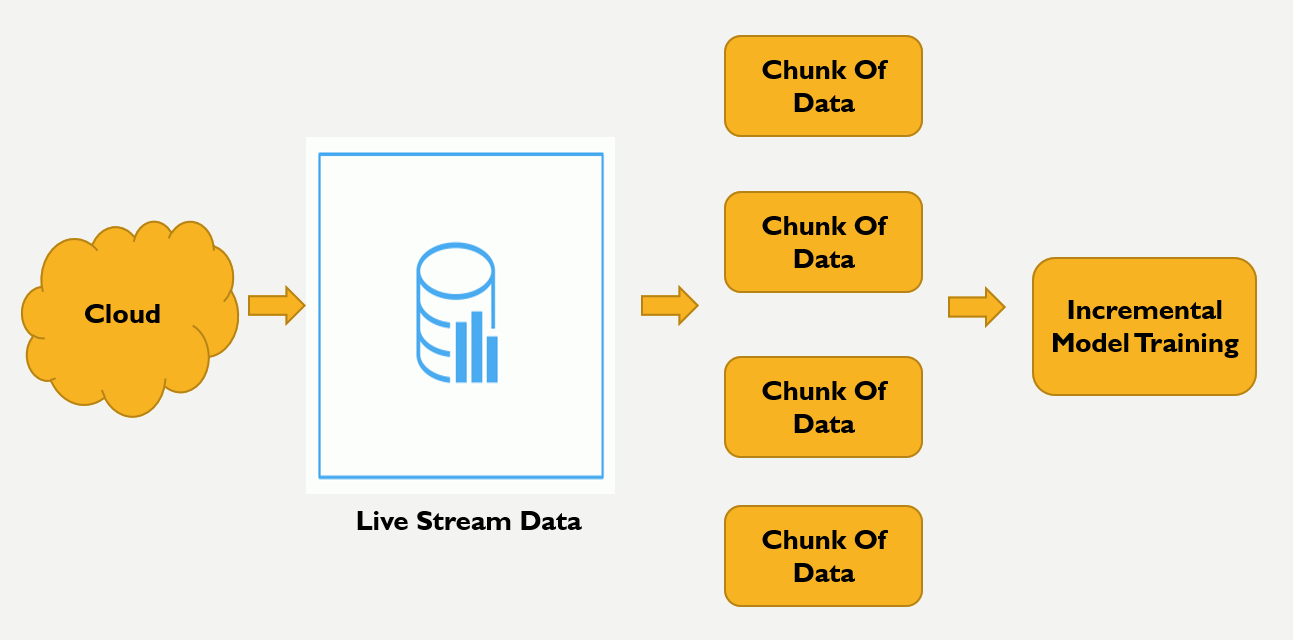 Cloud
Live Stream Data
Chunk Of
Data
Chunk Of
Data
Chunk Of
Data
Chunk Of
Data
Incremental
Model Training